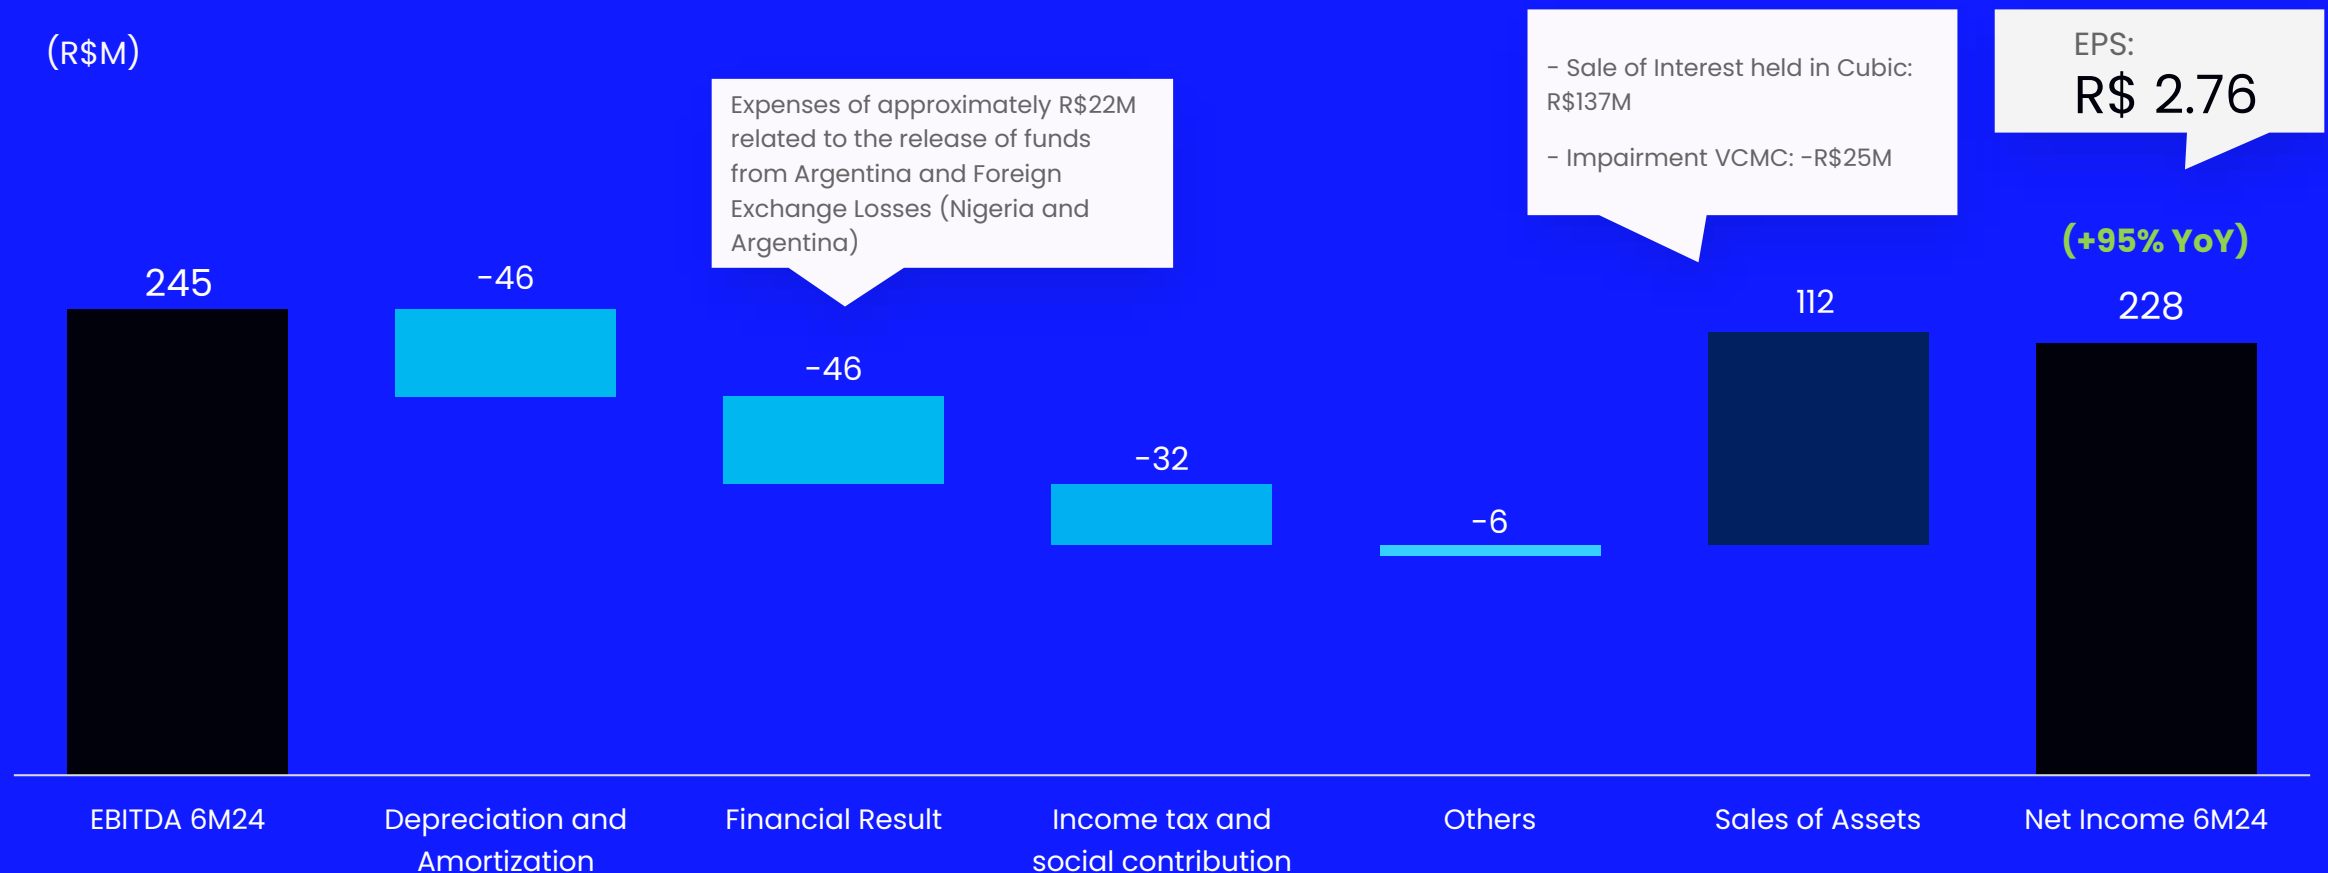 (R$M)
Expenses of approximately R$22M
related to the release of funds
from Argentina and Foreign
Exchange Losses (Nigeria and
Argentina)
- Sale of Interest held in Cubic:
R$137M
- Impairment VCMC: -R$25M
EPS:
R$ 2.76
(+95% YoY)
245
-46
-46
-32
-6
112
228
EBITDA 6M24
Depreciation and
Amortization
Financial Result
Income tax and
social contribution
Others
Sales of Assets
Net Income 6M24